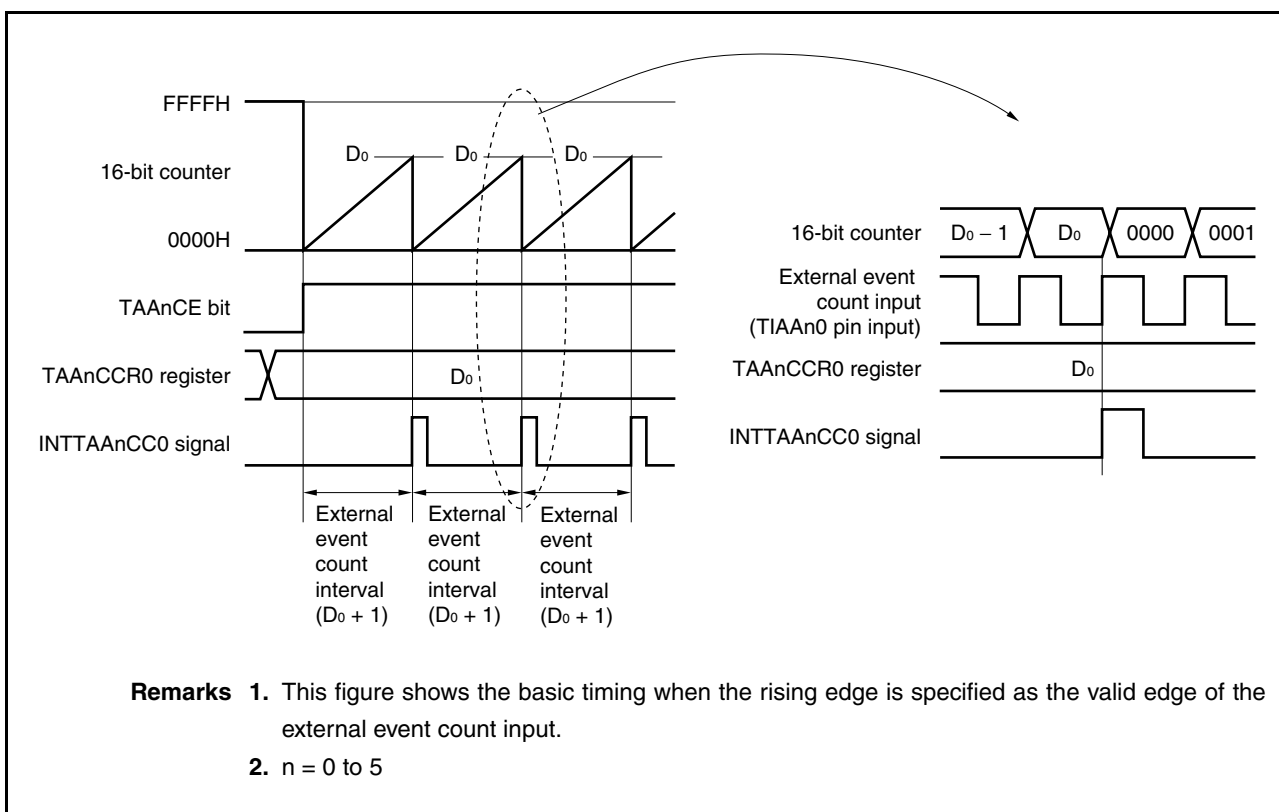 FFFFH
D0
D0
D0
16-bit counter
0000H
TAAnCE bit
TAAnCCR0 register
D0
INTTAAnCC0 signal
External
event
count
interval
(D0 + 1)
External
event
count
interval
(D0 + 1)
External
event
count
interval
(D0 + 1)
16-bit counter
D0 – 1
D0
0000
0001
External event
count input
(TIAAn0 pin input)
TAAnCCR0 register
D0
INTTAAnCC0 signal
Remarks 1. This figure shows the basic timing when the rising edge is specified as the valid edge of the
external event count input.
2. n = 0 to 5